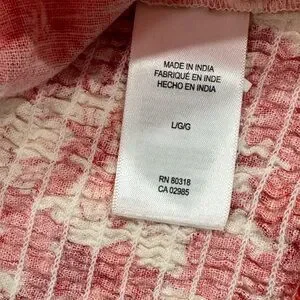 MADE IN INDIA
FABRIQUÉ EN INDE
HECHO EN INDIA
L/G/G
RN 80318
CA 02985